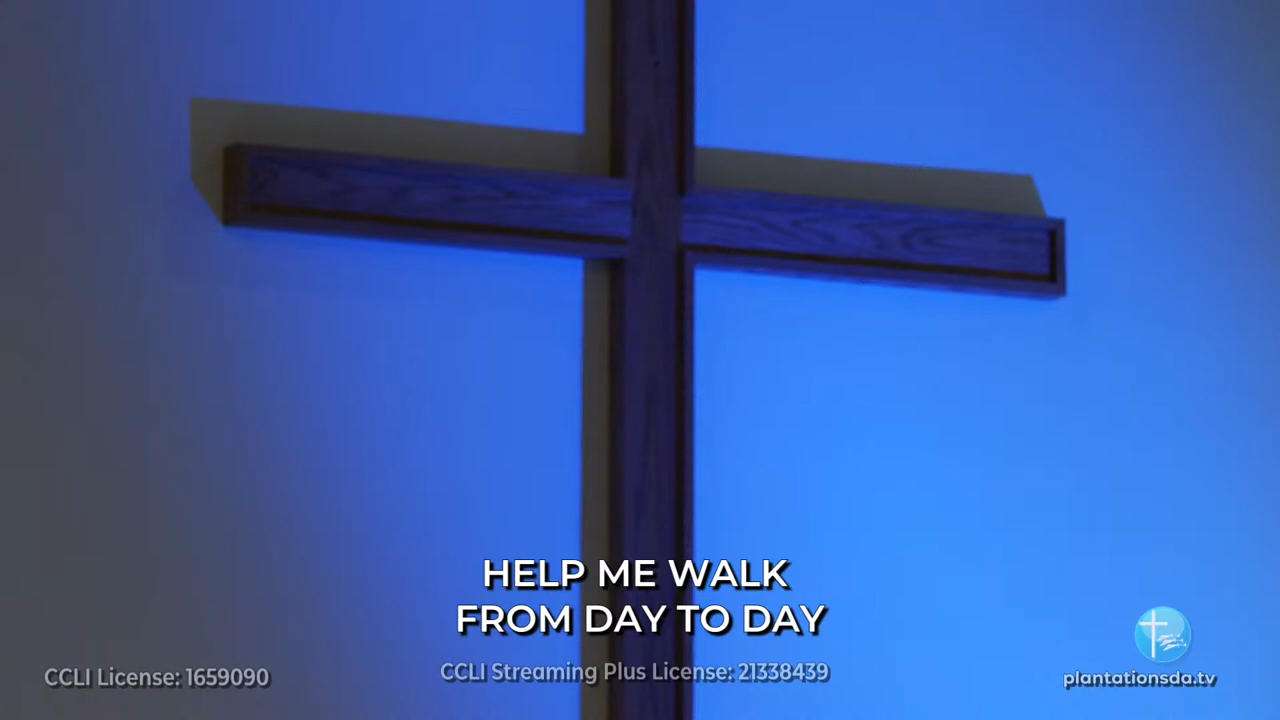 HELP ME WALK
FROM DAY TO DAY
CCLI License: 1659090
CCLI Streaming Plus License: 21338439
plantationsda.tv